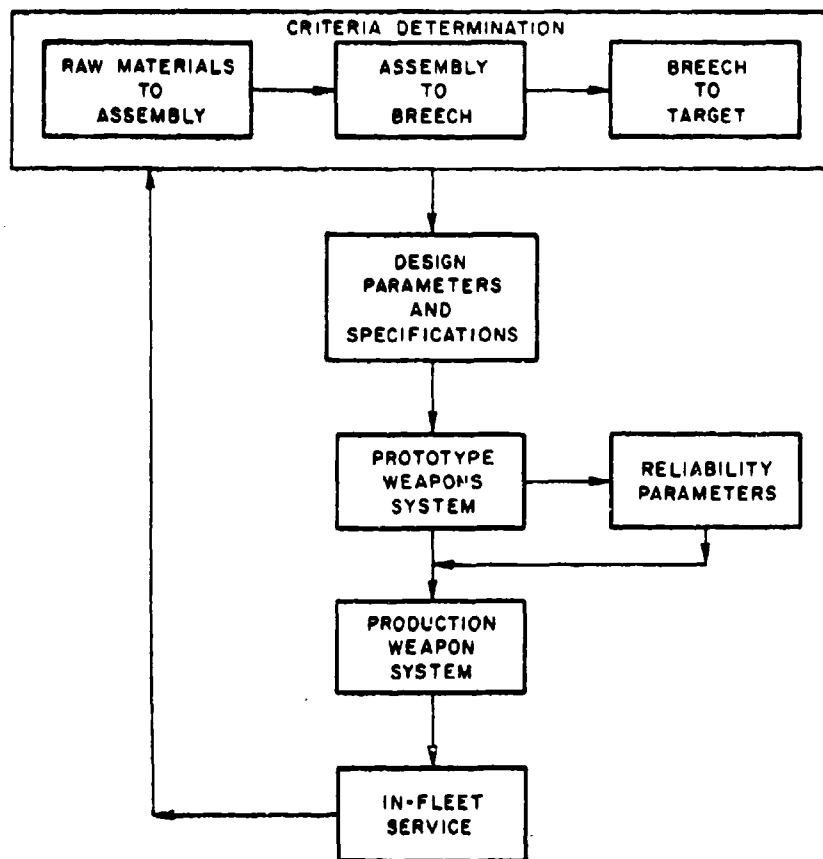 CRITERIA DETERMINATION
RAW MATERIALS
TO
ASSEMBLY
ASSEMBLY
TO
BREECH
BREECH
TO
TARGET
DESIGN
PARAMETERS
AND
SPECIFICATIONS
PROTOTYPE
WEAPONS
SYSTEM
RELIABILITY
PARAMETERS
PRODUCTION
WEAPON
SYSTEM
IN-FLEET
SERVICE